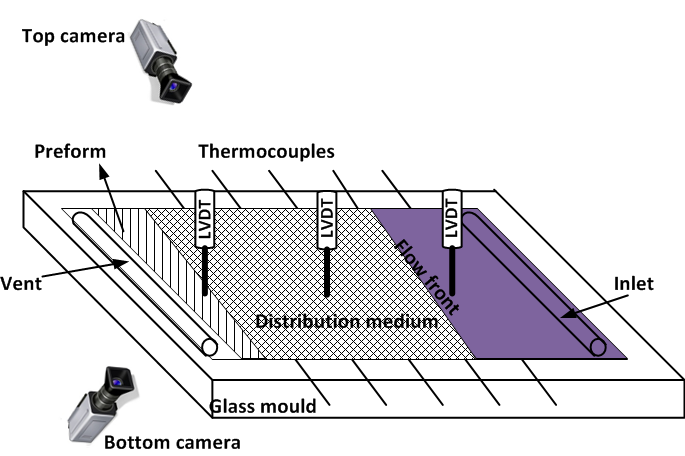 Top camera
Preform
Thermocouples
LVDT
LVDT
LVDT
Flow front
Vent
Inlet
Distribution medium
Glass mould
Bottom camera